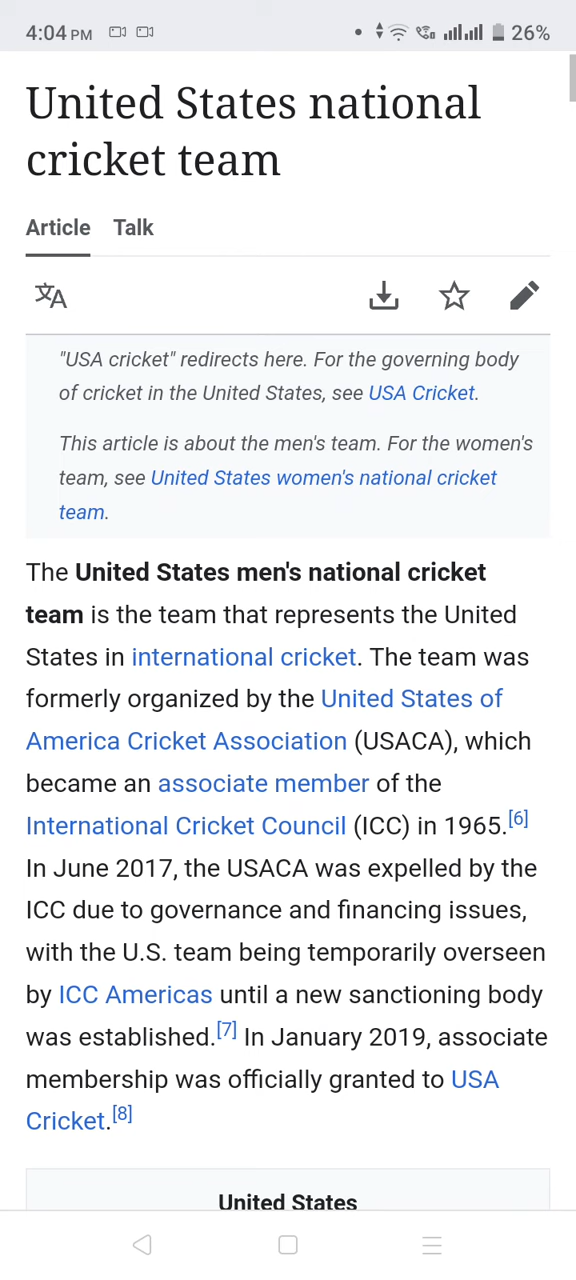 4:04 PM 26%
United States national
cricket team
Article Talk
"USA cricket" redirects here. For the governing body
of cricket in the United States, see USA Cricket.
This article is about the men's team. For the women's
team, see United States women's national cricket
team.
The United States men's national cricket
team is the team that represents the United
States in international cricket. The team was
formerly organized by the United States of
America Cricket Association (USACA), which
became an associate member of the
International Cricket Council (ICC) in 1965.[6]
In June 2017, the USACA was expelled by the
ICC due to governance and financing issues,
with the U.S. team being temporarily overseen
by ICC Americas until a new sanctioning body
was established.[7] In January 2019, associate
membership was officially granted to USA
Cricket.[8]
United States